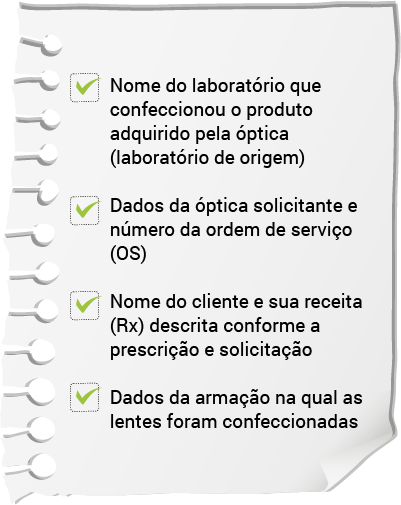 Nome do laboratório que
confeccionou o produto
adquirido pela óptica
(laboratório de origem)
Dados da óptica solicitante e
número da ordem de serviço
(OS)
Nome do cliente e sua receita
(Rx) descrita conforme a
prescrição e solicitação
Dados da armação na qual as
lentes foram confeccionadas